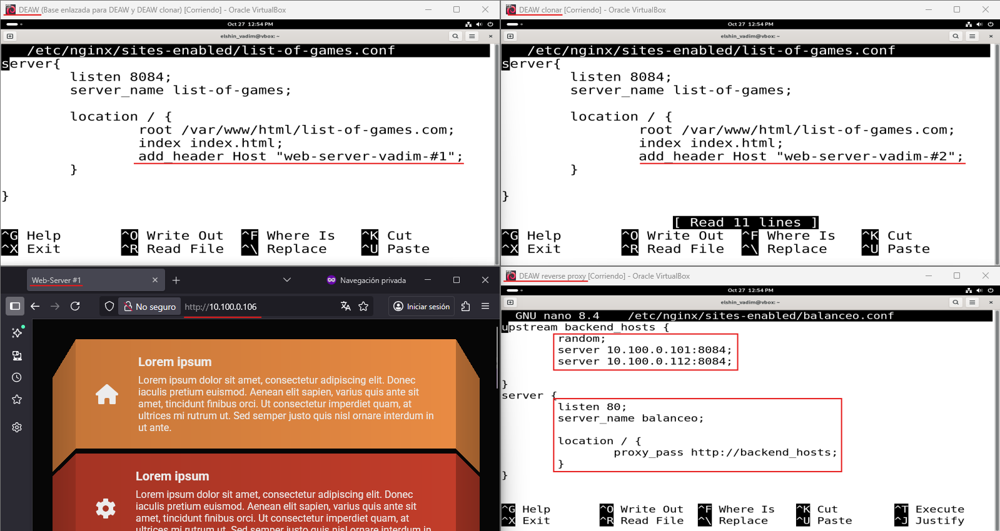 DEAW (Base enlazada para DEAW y DEAW clonar) [Corriendo] - Oracle VirtualBox
Oct 27 12:54 PM
elshin_vadim@vbox: ~
/etc/nginx/sites-enabled/list-of-games.conf
server{
listen 8084;
server_name list-of-games;
location / {
root /var/www/html/list-of-games.com;
index index.html;
add_header Host "web-server-vadim-#1";
}
}
^G Help ^O Write Out ^F Where Is ^K Cut
^X Exit ^R Read File ^\ Replace ^U Paste
DEAW clonar [Corriendo] - Oracle VirtualBox
Oct 27 12:54 PM
elshin_vadim@vbox: ~
/etc/nginx/sites-enabled/list-of-games.conf
server{
listen 8084;
server_name list-of-games;
location / {
root /var/www/html/list-of-games.com;
index index.html;
add_header Host "web-server-vadim-#2";
}
}
[ Read 11 lines ]
^G Help ^O Write Out ^F Where Is ^K Cut
^X Exit ^R Read File ^\ Replace ^U Paste
Web-Server #1
Navegación privada
No seguro http://10.100.0.106 Iniciar sesión
Lorem ipsum
Lorem ipsum dolor sit amet, consectetur adipiscing elit. Donec
iaculis pretium euismod. Aenean elit sapien, varius quis ante sit
amet, tincidunt finibus orci. Ut consectetur imperdiet quam, at
ultrices mi rutrum ut. Sed semper justo quis nisl ornare interdum in
ut ante.
Lorem ipsum
Lorem ipsum dolor sit amet, consectetur adipiscing elit. Donec
iaculis pretium euismod. Aenean elit sapien, varius quis ante sit
amet, tincidunt finibus orci. Ut consectetur imperdiet quam, at
ultrices mi rutrum ut. Sed semper justo quis nisl ornare interdum in
DEAW reverse proxy [Corriendo] - Oracle VirtualBox
Oct 27 12:54 PM
elshin_vadim@vbox: ~
GNU nano 8.4 /etc/nginx/sites-enabled/balanceo.conf
upstream backend_hosts {
random;
server 10.100.0.101:8084;
server 10.100.0.112:8084;
}
server {
listen 80;
server_name balanceo;
location / {
proxy_pass http://backend_hosts;
}
}
^G Help ^O Write Out ^F Where Is ^K Cut ^T Execute
^X Exit ^R Read File ^\ Replace ^U Paste ^J Justify